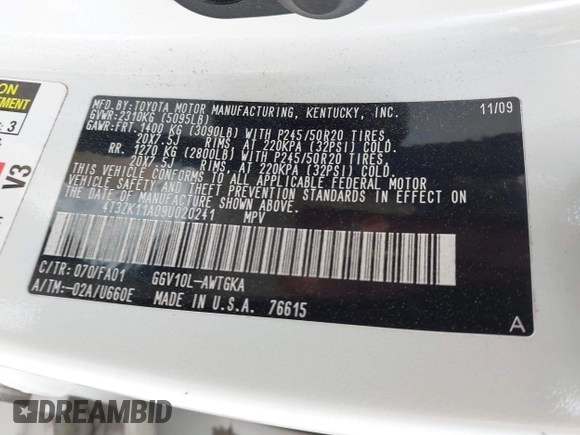 ON
EMENT
3
V3
MFD.BY:TOYOTA MOTOR MANUFACTURING, KENTUCKY, INC. 11/09
GVWR:2310KG (5095LB)
GAWR:FRT.1400 KG (3090LB) WITH P245/50R20 TIRES,
20X7.5J RIMS, AT 220KPA (32PSI) COLD.
RR. 1270 KG (2800LB) WITH P245/50R20 TIRES,
20X7.5J RIMS, AT 220KPA (32PSI) COLD.
THIS VEHICLE CONFORMS TO ALL APPLICABLE FEDERAL MOTOR
VEHICLE SAFETY AND THEFT PREVENTION STANDARDS IN EFFECT ON
THE DATE OF MANUFACTURE SHOWN ABOVE.
4T3ZK11A09U020241 MPV
C/TR: 070/FA01 GGV10L-AWTGKA
A/TM:-02A/U660E MADE IN U.S.A. 76615
A
DREAMBID